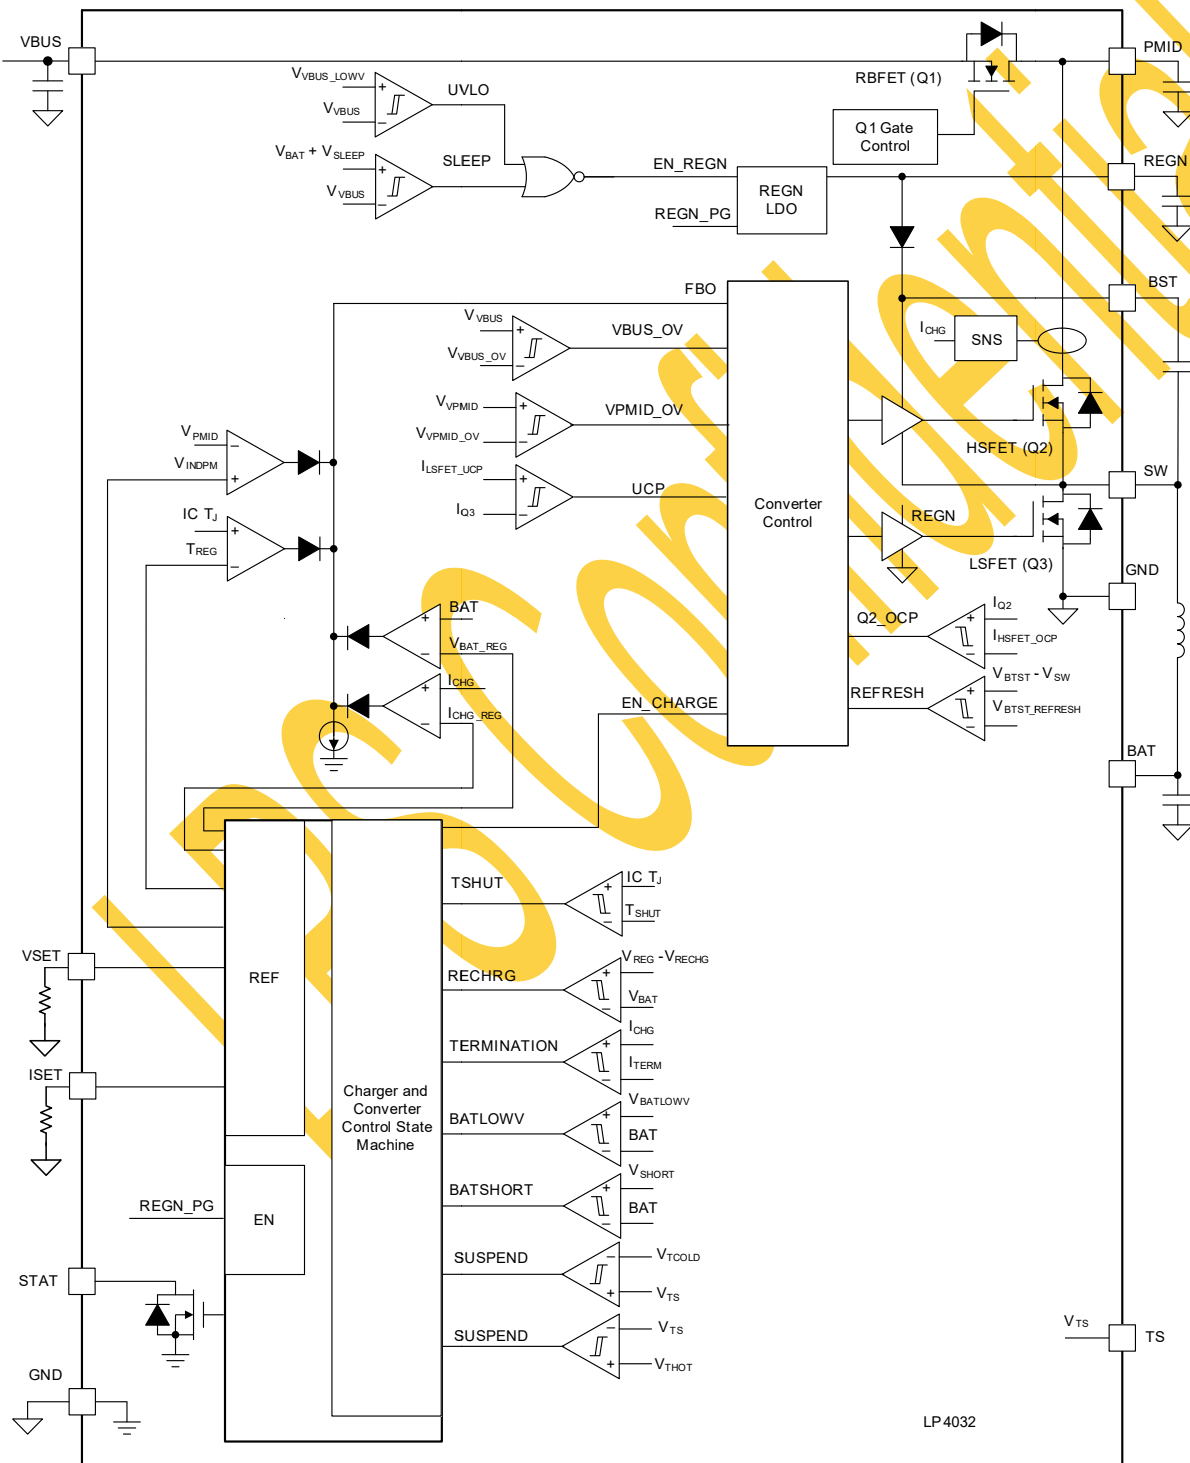 VBUS
PMID
RBFET (Q1)
VVBUS_LOWV
+
UVLO
VVBUS
−
Q1 Gate
Control
VBAT + VSLEEP
+
SLEEP
VVBUS
−
EN_REGN
REGN
REGN_PG
REGN
LDO
FBO
BST
VVBUS
+
VBUS_OV
VVBUS_OV
−
ICHG
SNS
VVPMID
+
VPMID_OV
VVPMID_OV
−
HSFET (Q2)
VPMID
−
VINDPM
+
ILSFET_UCP
+
UCP
IQ3
−
Converter
Control
SW
IC TJ
+
TREG
−
REGN
LSFET (Q3)
GND
BAT
+
VBAT_REG
−
Q2_OCP
IQ2
+
IHSFET_OCP
−
ICHG
+
ICHG_REG
−
EN_CHARGE
REFRESH
VBTST - VSW
+
VBTST_REFRESH
−
BAT
TSHUT
IC TJ
+
TSHUT
−
VSET
REF
RECHRG
VREG - VRECHG
+
VBAT
−
TERMINATION
ICHG
+
ITERM
−
ISET
Charger and
Converter
Control State
Machine
BATLOWV
VBATLOWV
+
BAT
−
BATSHORT
VSHORT
+
BAT
−
REGN_PG
EN
SUSPEND
−
VTCOLD
+
VTS
STAT
SUSPEND
−
VTS
+
VTHOT
VTS
TS
GND
LP4032
LPS Confidential